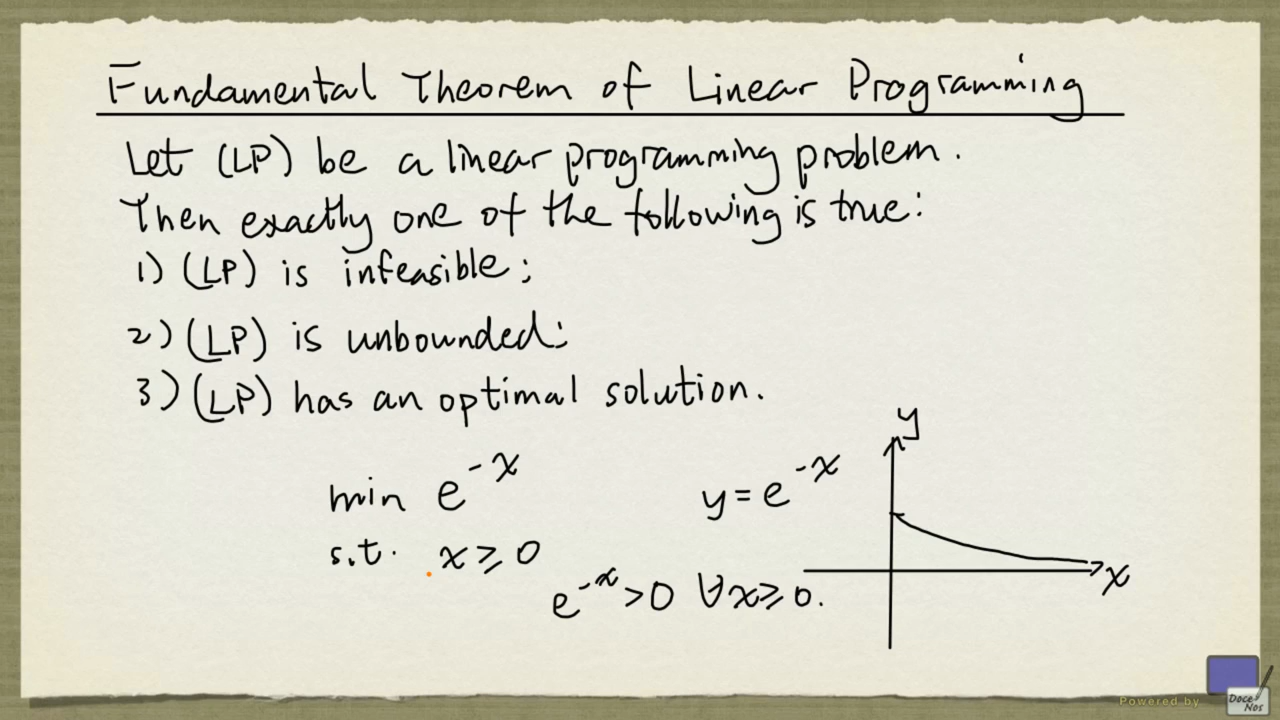 Fundamental Theorem of Linear Programming
Let (LP) be a linear programming problem.
Then exactly one of the following is true:
1) (LP) is infeasible;
2) (LP) is unbounded;
3) (LP) has an optimal solution.
min e^{-x}
s.t. x ≥ 0
e^{-x} > 0 ∀x ≥ 0.
y = e^{-x}
y
x
Powered by
Doce Nos